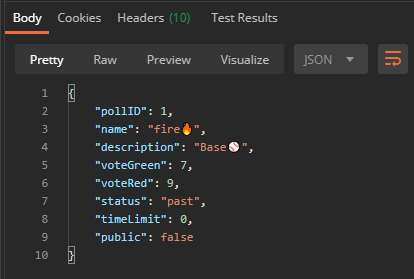 Body Cookies Headers (10) Test Results
Pretty Raw Preview Visualize JSON
1 {
2 "pollID": 1,
3 "name": "fire🔥",
4 "description": "Base⚾",
5 "voteGreen": 7,
6 "voteRed": 9,
7 "status": "past",
8 "timeLimit": 0,
9 "public": false
10 }